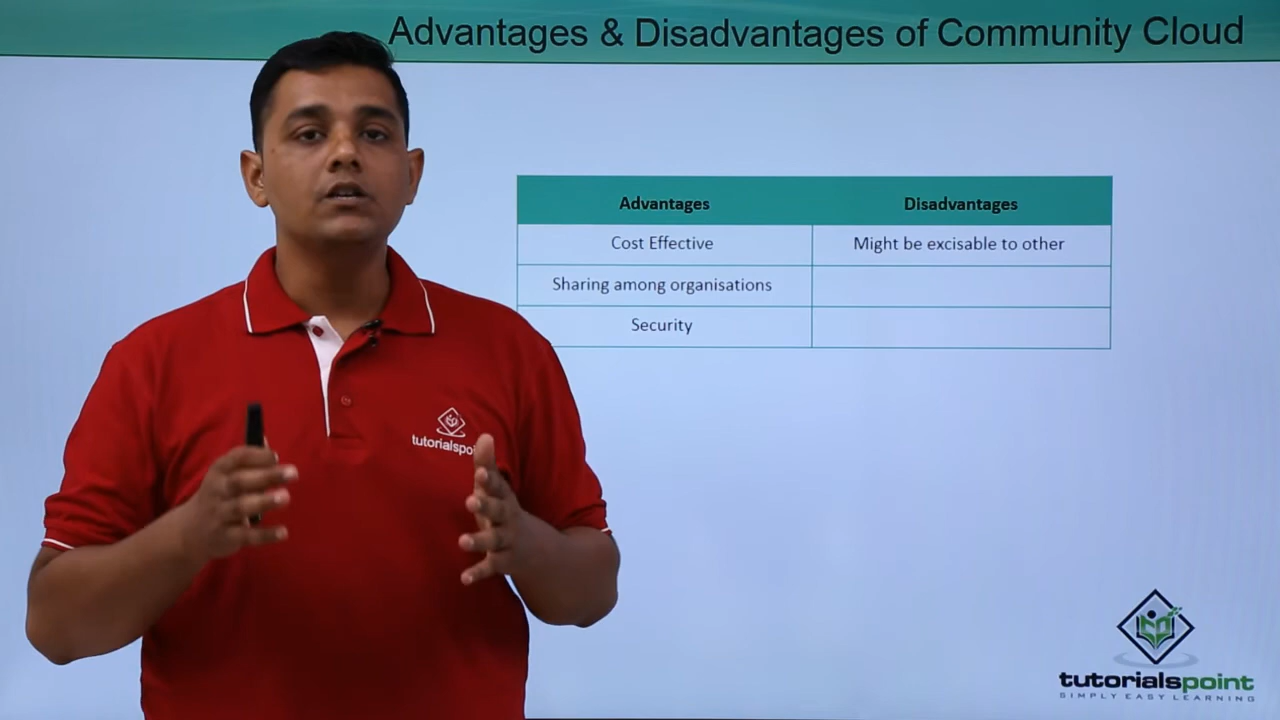 Advantages & Disadvantages of Community Cloud
Advantages Disadvantages
Cost Effective Might be excisable to other
Sharing among organisations
Security
tutorialspo
tutorialspoint
SIMPLY EASY LEARNING